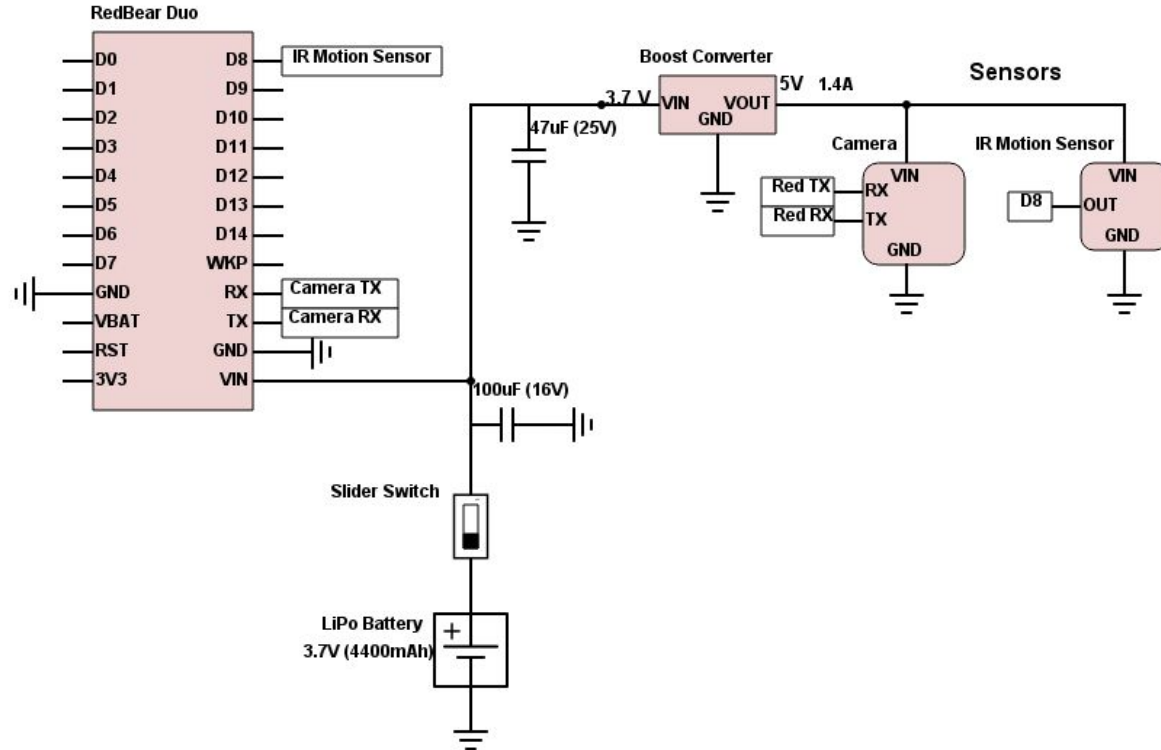 RedBear Duo
D0
D1
D2
D3
D4
D5
D6
D7
GND
VBAT
RST
3V3
D8
D9
D10
D11
D12
D13
D14
WKP
RX
TX
GND
VIN
IR Motion Sensor
Camera TX
Camera RX
Boost Converter
3.7 V
VIN VOUT
GND
5V 1.4A
47uF (25V)
Sensors
Camera
VIN
RX
TX
GND
Red TX
Red RX
IR Motion Sensor
VIN
OUT
GND
D8
100uF (16V)
Slider Switch
LiPo Battery
3.7V (4400mAh)
+